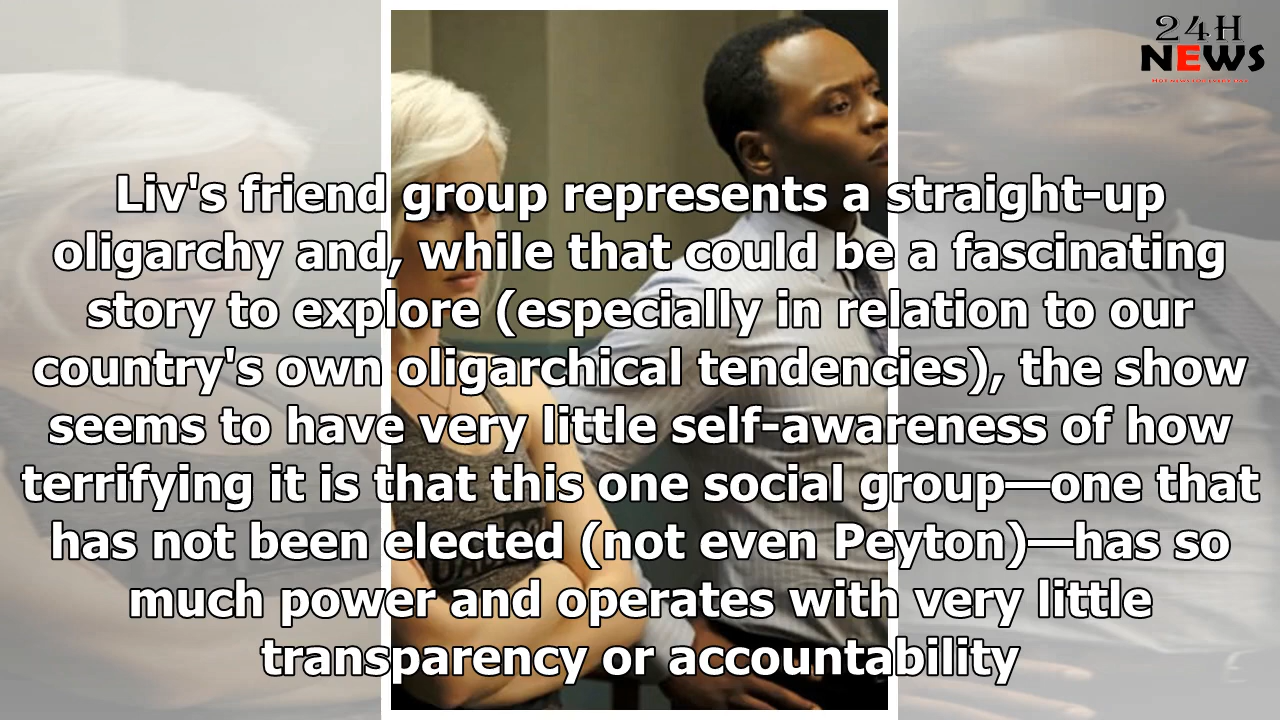 24H
NEWS
Liv's friend group represents a straight-up
oligarchy and, while that could be a fascinating
story to explore (especially in relation to our
country's own oligarchical tendencies), the show
seems to have very little self-awareness of how
terrifying it is that this one social group—one that
has not been elected (not even Peyton)—has so
much power and operates with very little
transparency or accountability